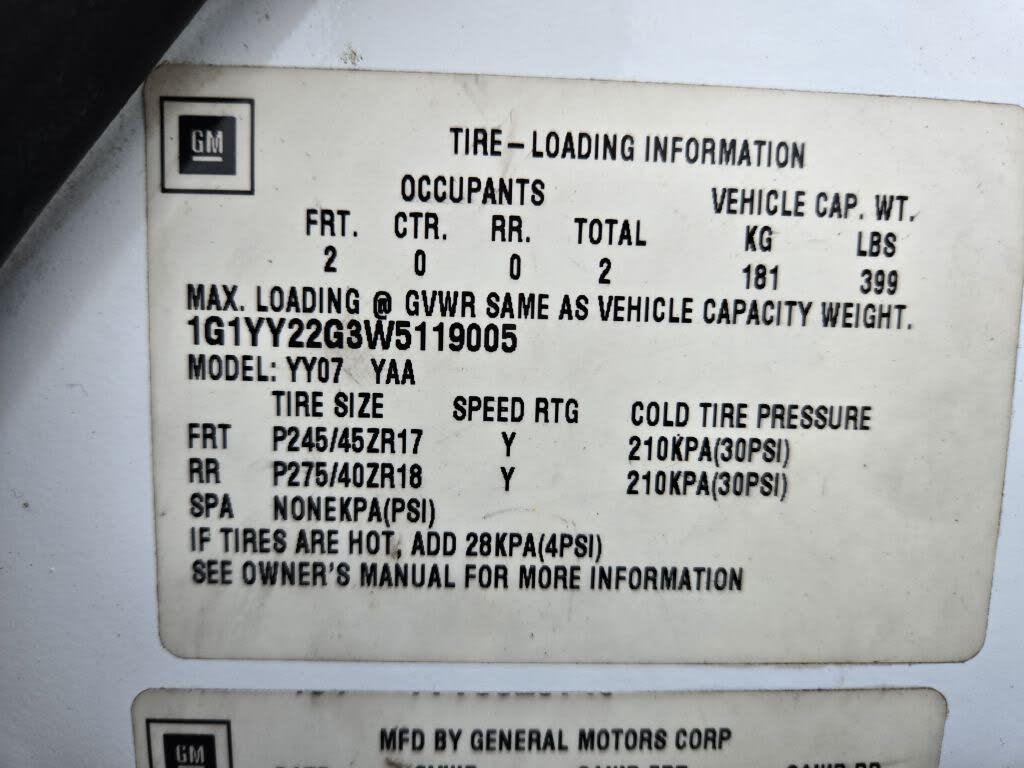 GM
TIRE-LOADING INFORMATION
OCCUPANTS VEHICLE CAP. WT.
FRT. CTR. RR. TOTAL KG LBS
2 0 0 2 181 399
MAX. LOADING @ GVWR SAME AS VEHICLE CAPACITY WEIGHT.
1G1YY22G3W5119005
MODEL: YY07 YAA
TIRE SIZE SPEED RTG COLD TIRE PRESSURE
FRT P245/45ZR17 Y 210KPA(30PSI)
RR P275/40ZR18 Y 210KPA(30PSI)
SPA NONEKPA(PSI)
IF TIRES ARE HOT, ADD 28KPA(4PSI)
SEE OWNER'S MANUAL FOR MORE INFORMATION
GM
MFD BY GENERAL MOTORS CORP